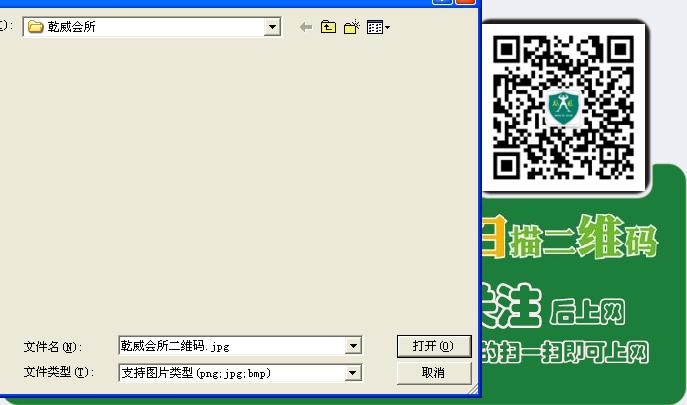 乾威会所
扫描二维码
关注 后上网
的扫一扫即可上网
文件名(N):
乾威会所二维码.jpg
打开(O)
文件类型(T):
支持图片类型(png;jpg;bmp)
取消